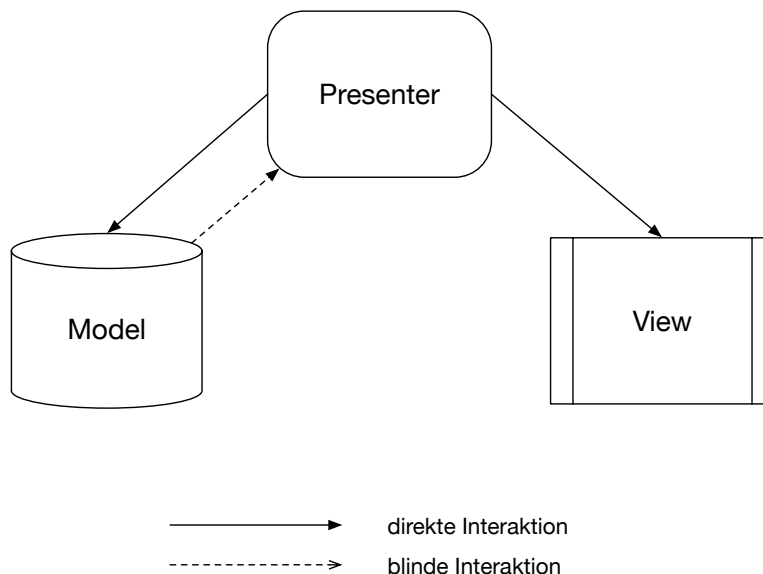 Presenter
Model
View
direkte Interaktion
blinde Interaktion